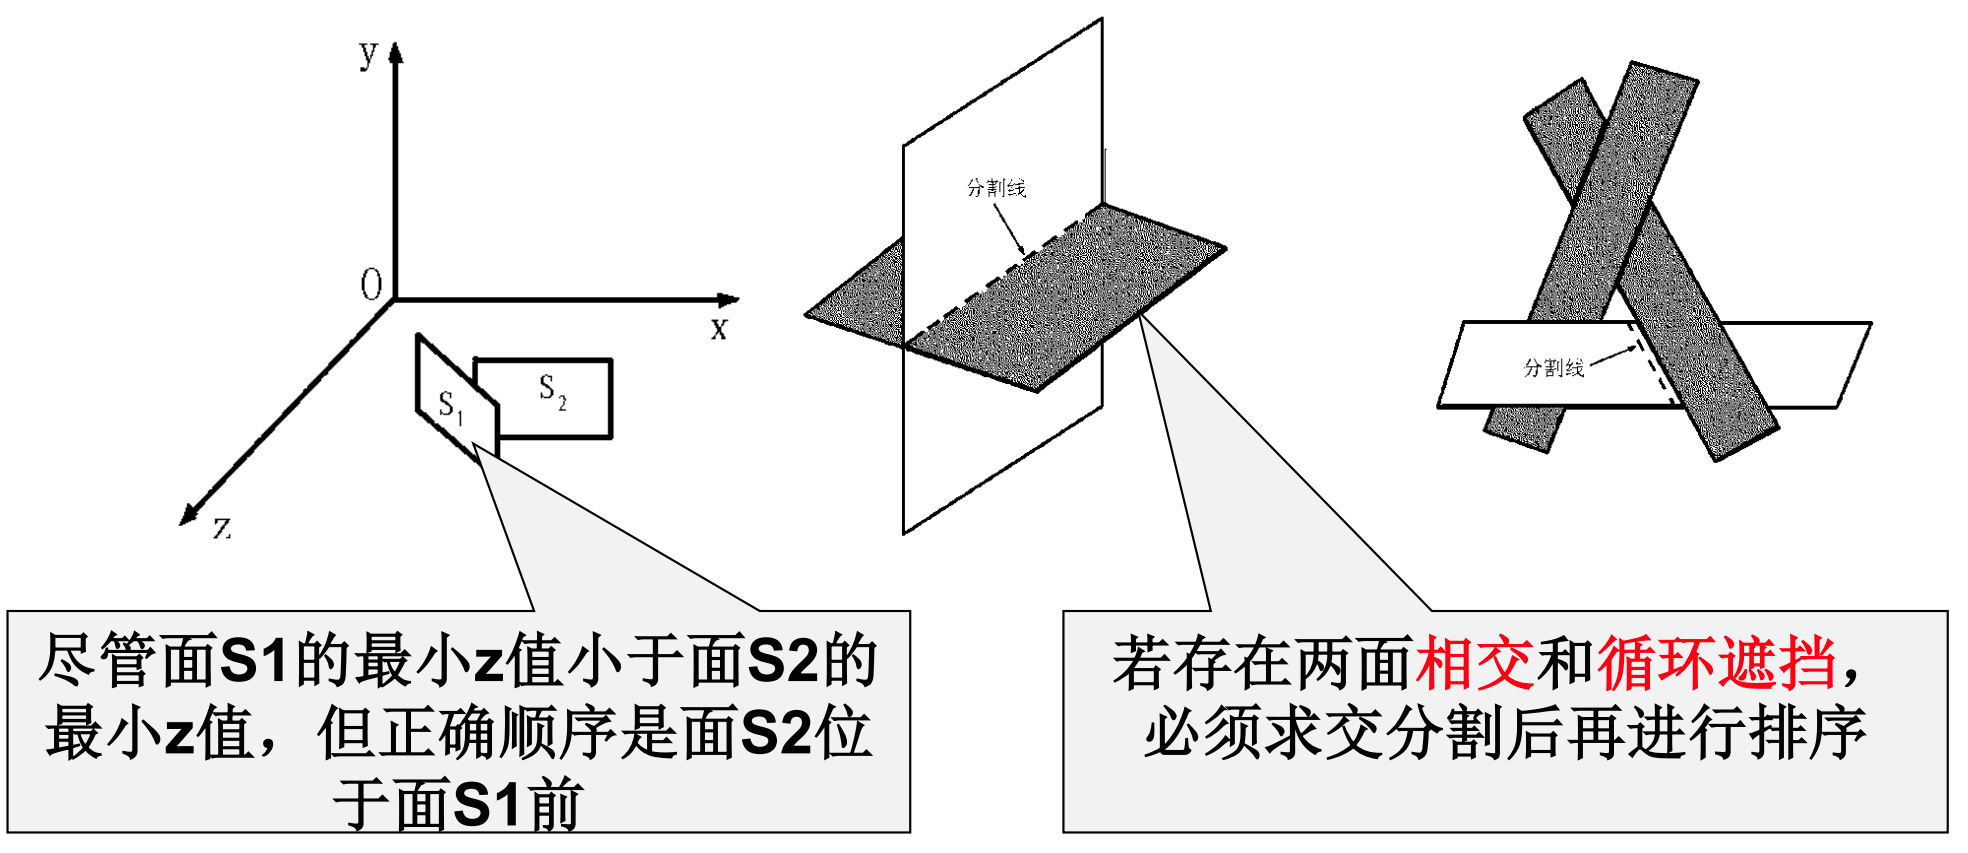 y
O
x
z
S1
S2
分割线
分割线
尽管面S1的最小z值小于面S2的
最小z值，但正确顺序是面S2位
于面S1前
若存在两面相交和循环遮挡，
必须求交分割后再进行排序